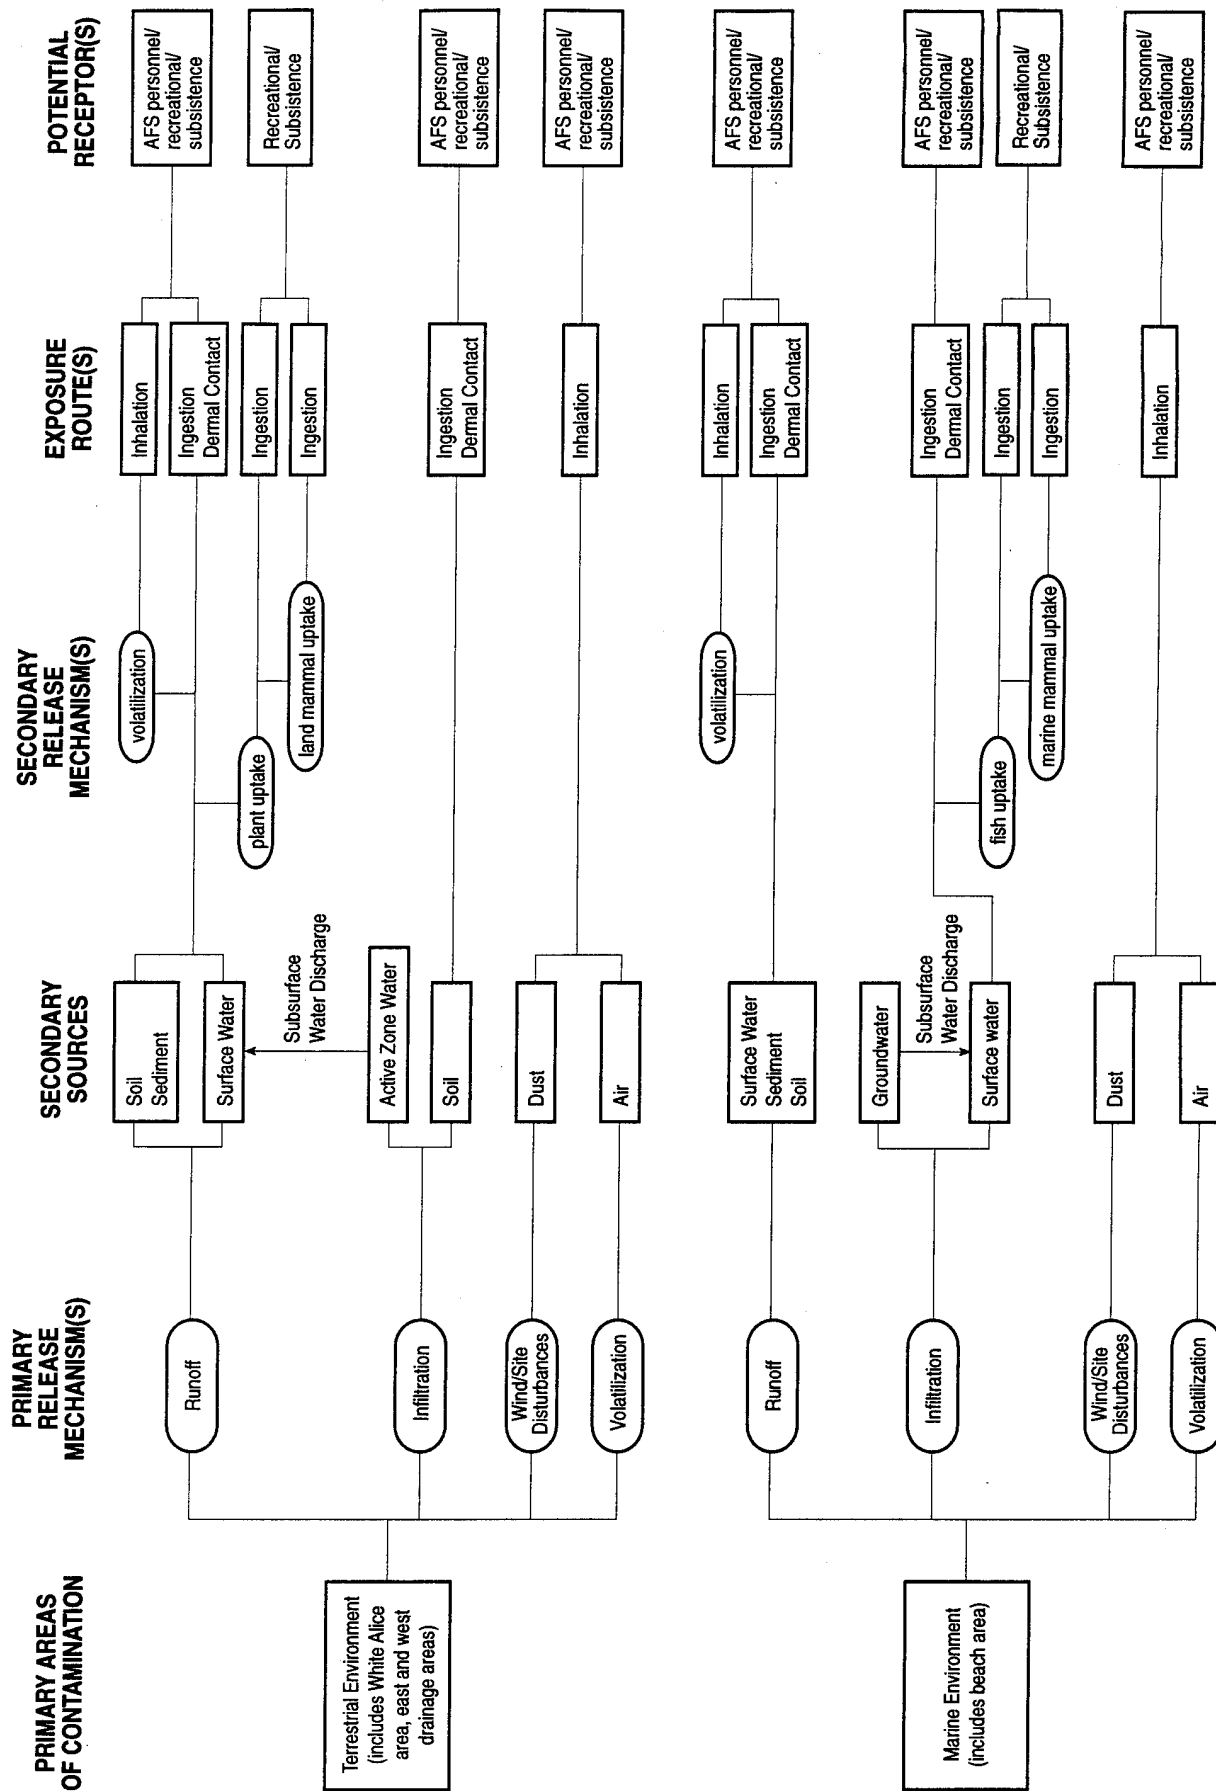 PRIMARY AREAS
OF CONTAMINATION
PRIMARY
RELEASE
MECHANISM(S)
SECONDARY
SOURCES
SECONDARY
RELEASE
MECHANISM(S)
EXPOSURE
ROUTE(S)
POTENTIAL
RECEPTOR(S)
Terrestrial Environment
(includes White Alice
area, east and west
drainage areas)
Runoff
Soil
Sediment
Surface Water
volatilization
plant uptake
land mammal uptake
Inhalation
Ingestion
Dermal Contact
Ingestion
Ingestion
AFS personnel/
recreational/
subsistence
Recreational/
Subsistence
Subsurface
Water Discharge
Infiltration
Active Zone Water
Soil
Ingestion
Dermal Contact
AFS personnel/
recreational/
subsistence
Wind/Site
Disturbances
Dust
Volatilization
Air
Inhalation
AFS personnel/
recreational/
subsistence
Marine Environment
(includes beach area)
Runoff
Surface Water
Sediment
Soil
volatilization
Inhalation
Ingestion
Dermal Contact
AFS personnel/
recreational/
subsistence
Infiltration
Groundwater
Subsurface
Water Discharge
Surface water
fish uptake
marine mammal uptake
Ingestion
Dermal Contact
Ingestion
Ingestion
AFS personnel/
recreational/
subsistence
Recreational/
Subsistence
Wind/Site
Disturbances
Dust
Volatilization
Air
Inhalation
AFS personnel/
recreational/
subsistence